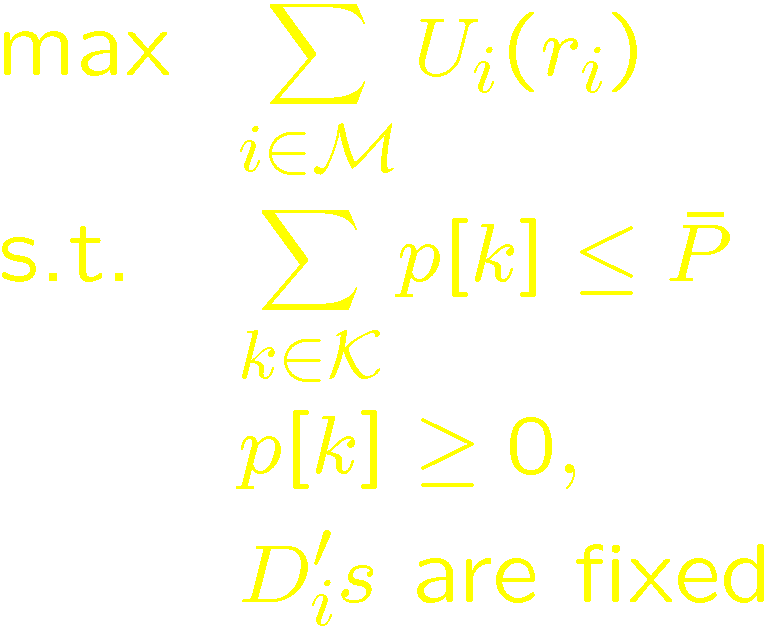 max ∑ U_i(r_i)
i∈ℳ
s.t. ∑ p[k] ≤ P̄
k∈𝒦
p[k] ≥ 0,
D_i's are fixed